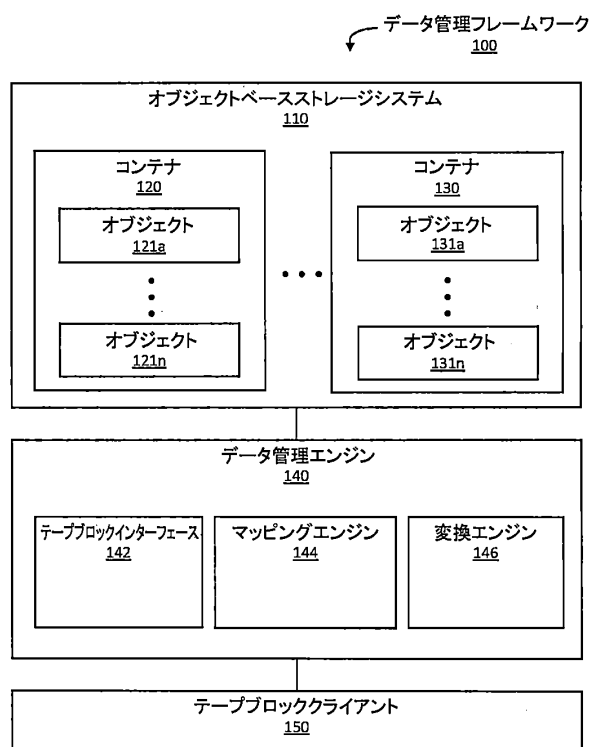 データ管理フレームワーク
100
オブジェクトベースストレージシステム
110
コンテナ
120
オブジェクト
121a
オブジェクト
121n
コンテナ
130
オブジェクト
131a
オブジェクト
131n
データ管理エンジン
140
テープブロックインターフェース
142
マッピングエンジン
144
変換エンジン
146
テープブロッククライアント
150